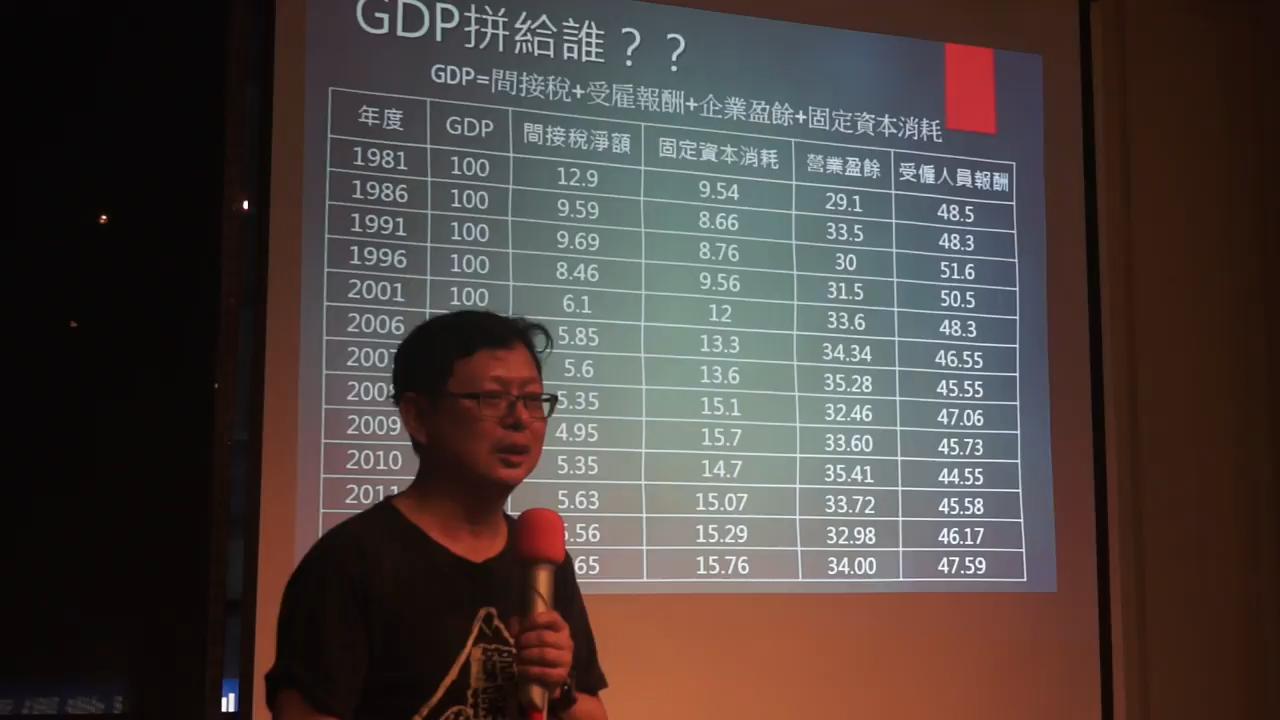 GDP拼給誰？？
GDP=間接稅+受雇報酬+企業盈餘+固定資本消耗
年度 GDP 間接稅淨額 固定資本消耗 營業盈餘 受僱人員報酬
1981 100 12.9 9.54 29.1 48.5
1986 100 9.59 8.66 33.5 48.3
1991 100 9.69 8.76 30 51.6
1996 100 8.46 9.56 31.5 50.5
2001 100 6.1 12 33.6 48.3
2006 5.85 13.3 34.34 46.55
2007 5.6 13.6 35.28 45.55
2008 5.35 15.1 32.46 47.06
2009 4.95 15.7 33.60 45.73
2010 5.35 14.7 35.41 44.55
2011 5.63 15.07 33.72 45.58
.56 15.29 32.98 46.17
65 15.76 34.00 47.59